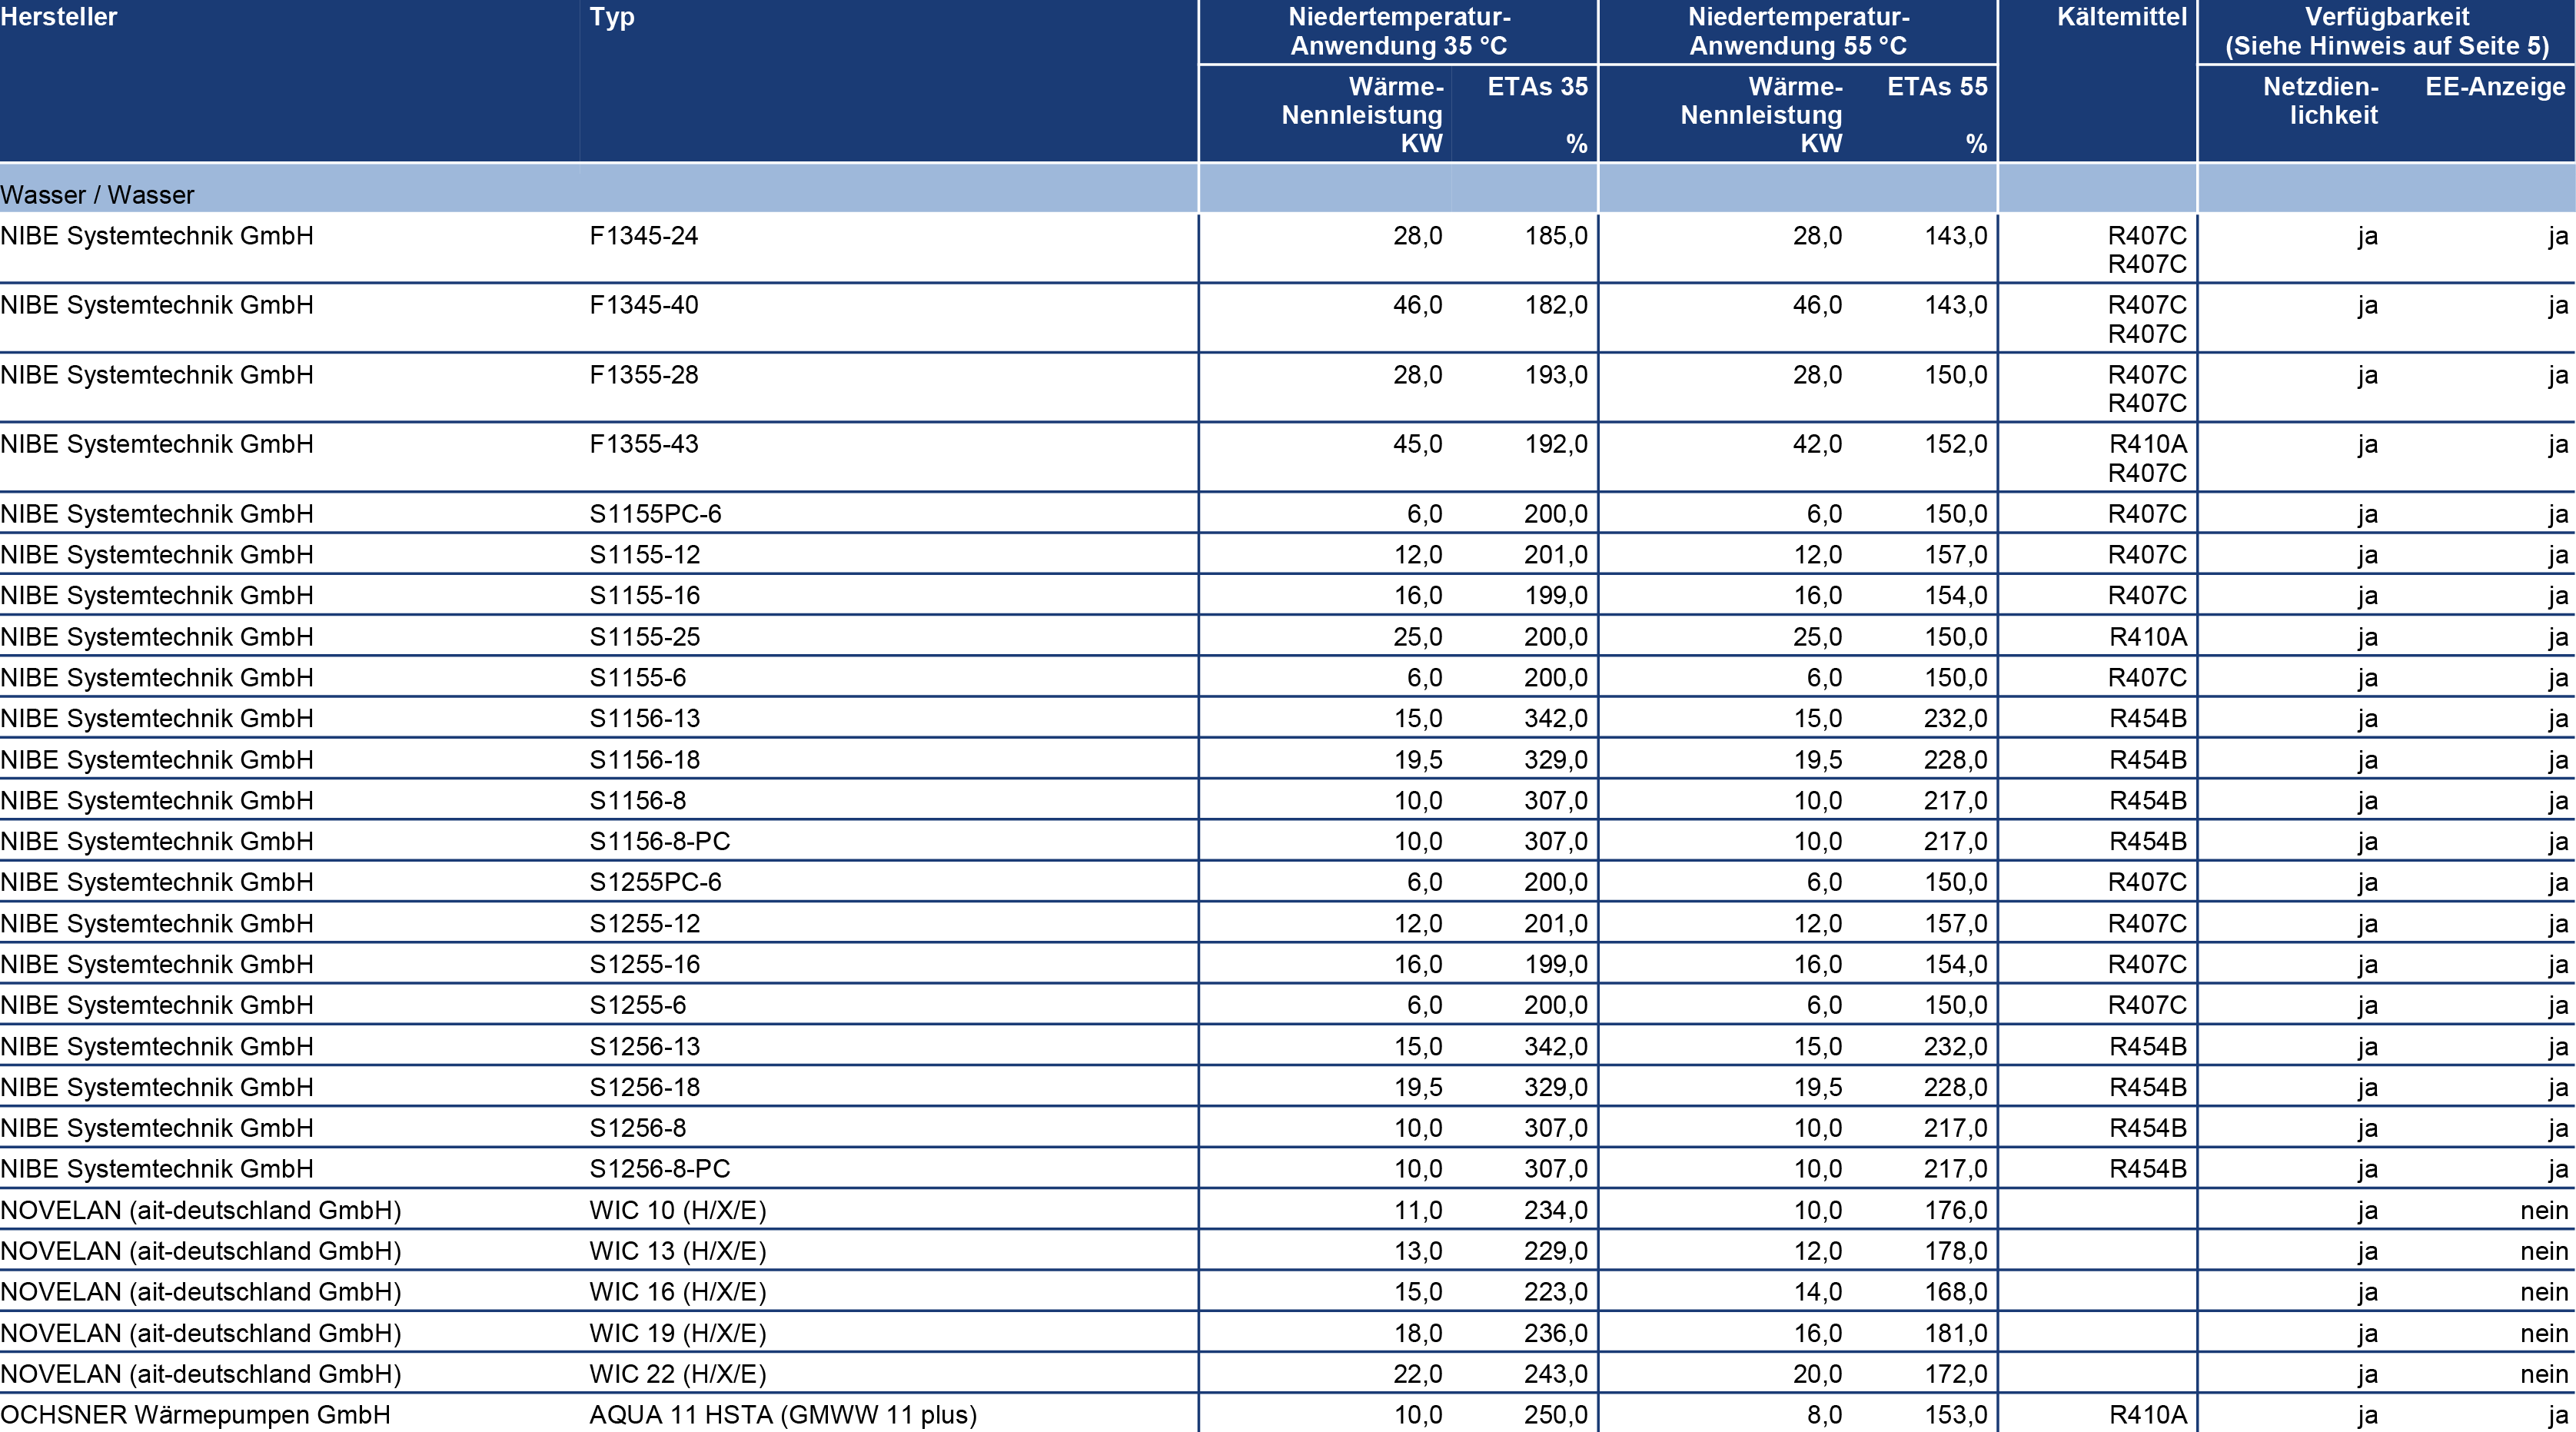 Hersteller Typ Niedertemperatur- Niedertemperatur- Kältemittel Verfügbarkeit
Anwendung 35 °C Anwendung 55 °C (Siehe Hinweis auf Seite 5)
Wärme- ETAs 35 Wärme- ETAs 55 Netzdien- EE-Anzeige
Nennleistung Nennleistung lichkeit
KW % KW %
Wasser / Wasser
NIBE Systemtechnik GmbH F1345-24 28,0 185,0 28,0 143,0 R407C ja ja
R407C
NIBE Systemtechnik GmbH F1345-40 46,0 182,0 46,0 143,0 R407C ja ja
R407C
NIBE Systemtechnik GmbH F1355-28 28,0 193,0 28,0 150,0 R407C ja ja
R407C
NIBE Systemtechnik GmbH F1355-43 45,0 192,0 42,0 152,0 R410A ja ja
R407C
NIBE Systemtechnik GmbH S1155PC-6 6,0 200,0 6,0 150,0 R407C ja ja
NIBE Systemtechnik GmbH S1155-12 12,0 201,0 12,0 157,0 R407C ja ja
NIBE Systemtechnik GmbH S1155-16 16,0 199,0 16,0 154,0 R407C ja ja
NIBE Systemtechnik GmbH S1155-25 25,0 200,0 25,0 150,0 R410A ja ja
NIBE Systemtechnik GmbH S1155-6 6,0 200,0 6,0 150,0 R407C ja ja
NIBE Systemtechnik GmbH S1156-13 15,0 342,0 15,0 232,0 R454B ja ja
NIBE Systemtechnik GmbH S1156-18 19,5 329,0 19,5 228,0 R454B ja ja
NIBE Systemtechnik GmbH S1156-8 10,0 307,0 10,0 217,0 R454B ja ja
NIBE Systemtechnik GmbH S1156-8-PC 10,0 307,0 10,0 217,0 R454B ja ja
NIBE Systemtechnik GmbH S1255PC-6 6,0 200,0 6,0 150,0 R407C ja ja
NIBE Systemtechnik GmbH S1255-12 12,0 201,0 12,0 157,0 R407C ja ja
NIBE Systemtechnik GmbH S1255-16 16,0 199,0 16,0 154,0 R407C ja ja
NIBE Systemtechnik GmbH S1255-6 6,0 200,0 6,0 150,0 R407C ja ja
NIBE Systemtechnik GmbH S1256-13 15,0 342,0 15,0 232,0 R454B ja ja
NIBE Systemtechnik GmbH S1256-18 19,5 329,0 19,5 228,0 R454B ja ja
NIBE Systemtechnik GmbH S1256-8 10,0 307,0 10,0 217,0 R454B ja ja
NIBE Systemtechnik GmbH S1256-8-PC 10,0 307,0 10,0 217,0 R454B ja ja
NOVELAN (ait-deutschland GmbH) WIC 10 (H/X/E) 11,0 234,0 10,0 176,0 ja nein
NOVELAN (ait-deutschland GmbH) WIC 13 (H/X/E) 13,0 229,0 12,0 178,0 ja nein
NOVELAN (ait-deutschland GmbH) WIC 16 (H/X/E) 15,0 223,0 14,0 168,0 ja nein
NOVELAN (ait-deutschland GmbH) WIC 19 (H/X/E) 18,0 236,0 16,0 181,0 ja nein
NOVELAN (ait-deutschland GmbH) WIC 22 (H/X/E) 22,0 243,0 20,0 172,0 ja nein
OCHSNER Wärmepumpen GmbH AQUA 11 HSTA (GMWW 11 plus) 10,0 250,0 8,0 153,0 R410A ja ja